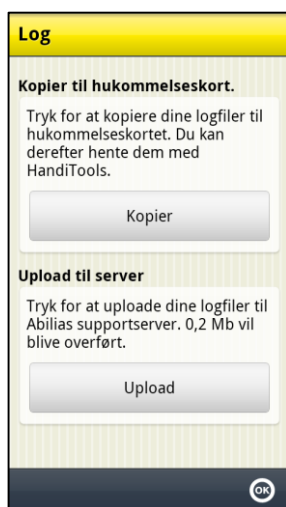 Log
Kopier til hukommelseskort.
Tryk for at kopiere dine logfiler til
hukommelseskortet. Du kan
derefter hente dem med
HandiTools.
Kopier
Upload til server
Tryk for at uploade dine logfiler til
Abilias supportserver. 0,2 Mb vil
blive overført.
Upload
OK